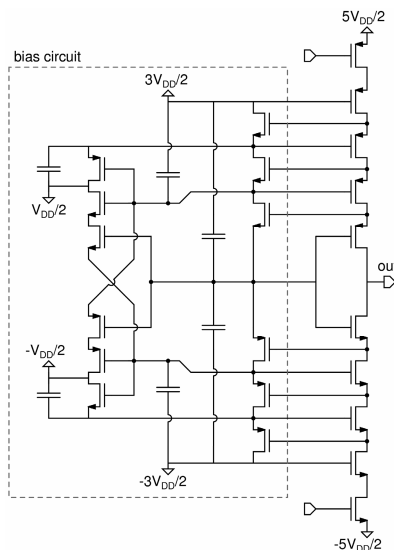 5V_DD/2
bias circuit
3V_DD/2
V_DD/2
ou
-V_DD/2
-3V_DD/2
-5V_DD/2